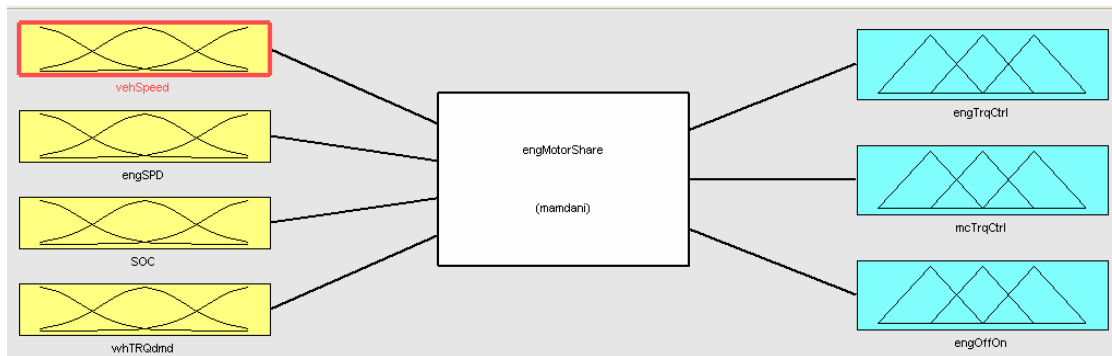 vehSpeed
engSPD
SOC
whTRQdmd
engMotorShare
(mamdani)
engTrqCtrl
mcTrqCtrl
engOffOn